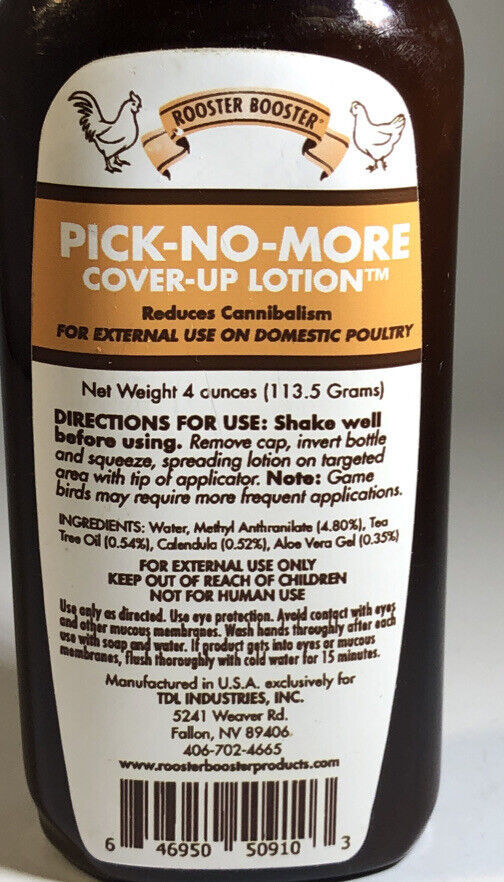 ROOSTER BOOSTER®
PICK-NO-MORE
COVER-UP LOTION™
Reduces Cannibalism
FOR EXTERNAL USE ON DOMESTIC POULTRY
Net Weight 4 ounces (113.5 Grams)
DIRECTIONS FOR USE: Shake well
before using. Remove cap, invert bottle
and squeeze, spreading lotion on targeted
area with tip of applicator. Note: Game
birds may require more frequent applications.
INGREDIENTS: Water, Methyl Anthranilate (4.80%), Tea
Tree Oil (0.54%), Calendula (0.52%), Aloe Vera Gel (0.35%)
FOR EXTERNAL USE ONLY
KEEP OUT OF REACH OF CHILDREN
NOT FOR HUMAN USE
Use only as directed. Use eye protection. Avoid contact with eyes
and other mucous membranes. Wash hands throughly after each
use with soap and water. If product gets into eyes or mucous
membranes, flush thoroughly with cold water for 15 minutes.
Manufactured in U.S.A. exclusively for
TDL INDUSTRIES, INC.
5241 Weaver Rd.
Fallon, NV 89406
406-702-4665
www.roosterboosterproducts.com
6 46950 50910 3